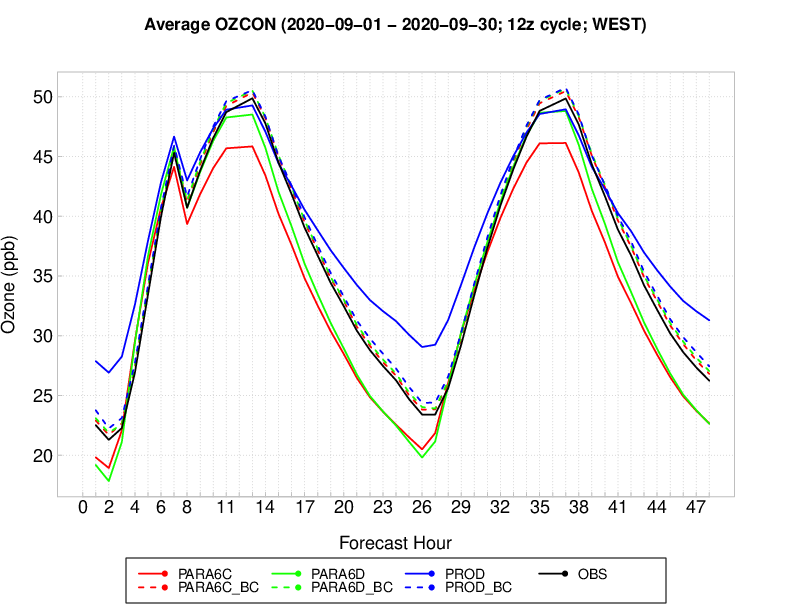 Average OZCON (2020−09−01 − 2020−09−30; 12z cycle; WEST)
Ozone (ppb)
50
45
40
35
30
25
20
0 2 4 6 8 11 14 17 20 23 26 29 32 35 38 41 44 47
Forecast Hour
PARA6C PARA6D PROD OBS
PARA6C_BC PARA6D_BC PROD_BC